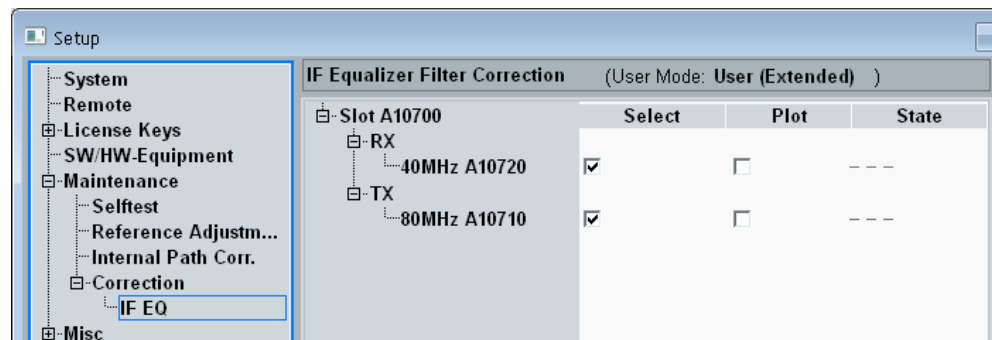 Setup
System
Remote
License Keys
SW/HW-Equipment
Maintenance
Selftest
Reference Adjustm...
Internal Path Corr.
Correction
IF EQ
Misc
IF Equalizer Filter Correction (User Mode: User (Extended) )
Slot A10700 Select Plot State
RX
40MHz A10720 - - -
TX
80MHz A10710 - - -